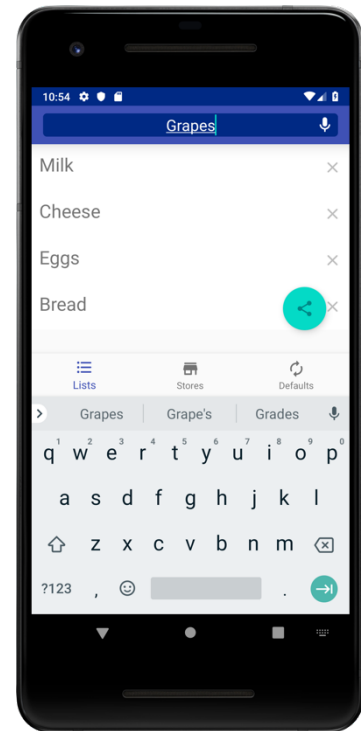 10:54
Grapes
Milk
Cheese
Eggs
Bread
Lists Stores Defaults
Grapes Grape's Grades
1 2 3 4 5 6 7 8 9 0
q w e r t y u i o p
a s d f g h j k l
z x c v b n m
?123 , .